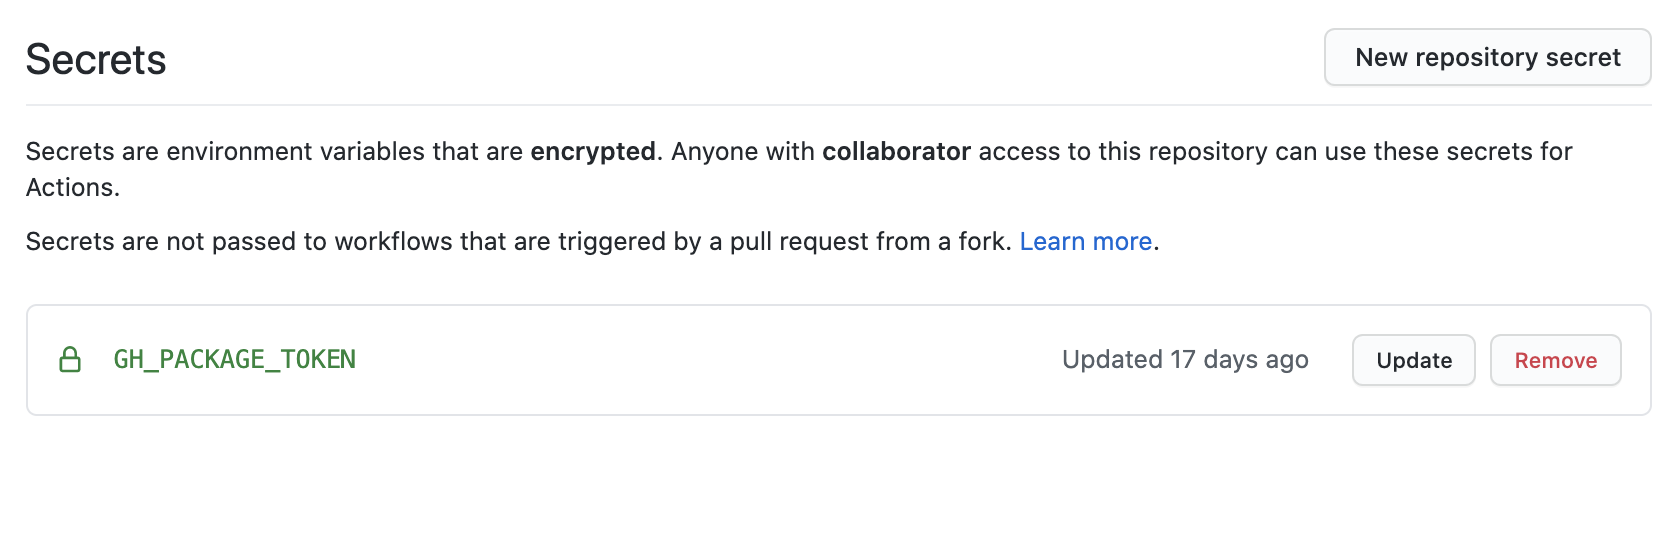 Secrets
New repository secret
Secrets are environment variables that are encrypted. Anyone with collaborator access to this repository can use these secrets for
Actions.
Secrets are not passed to workflows that are triggered by a pull request from a fork. Learn more.
GH_PACKAGE_TOKEN
Updated 17 days ago
Update
Remove